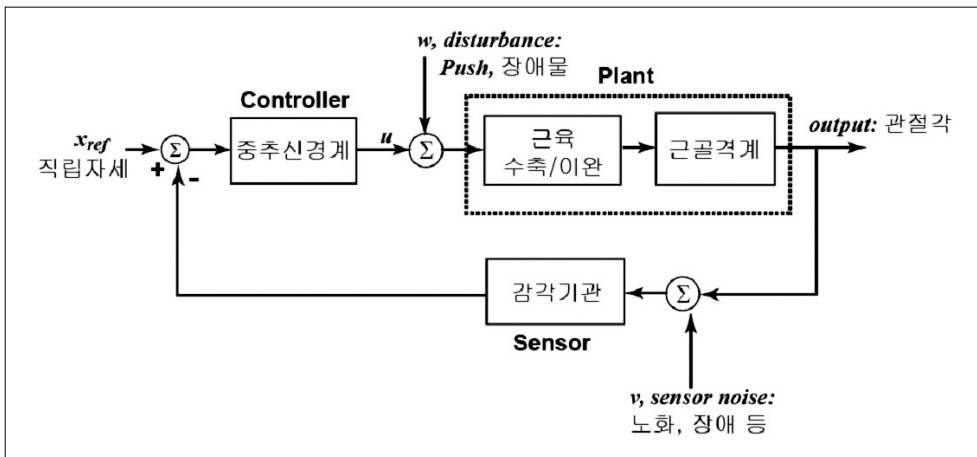 w, disturbance:
Push, 장애물
Plant
Controller
x_ref
직립자세
+
-
Σ
중추신경계
u
Σ
근육
수축/이완
근골격계
output: 관절각
감각기관
Σ
Sensor
v, sensor noise:
노화, 장애 등